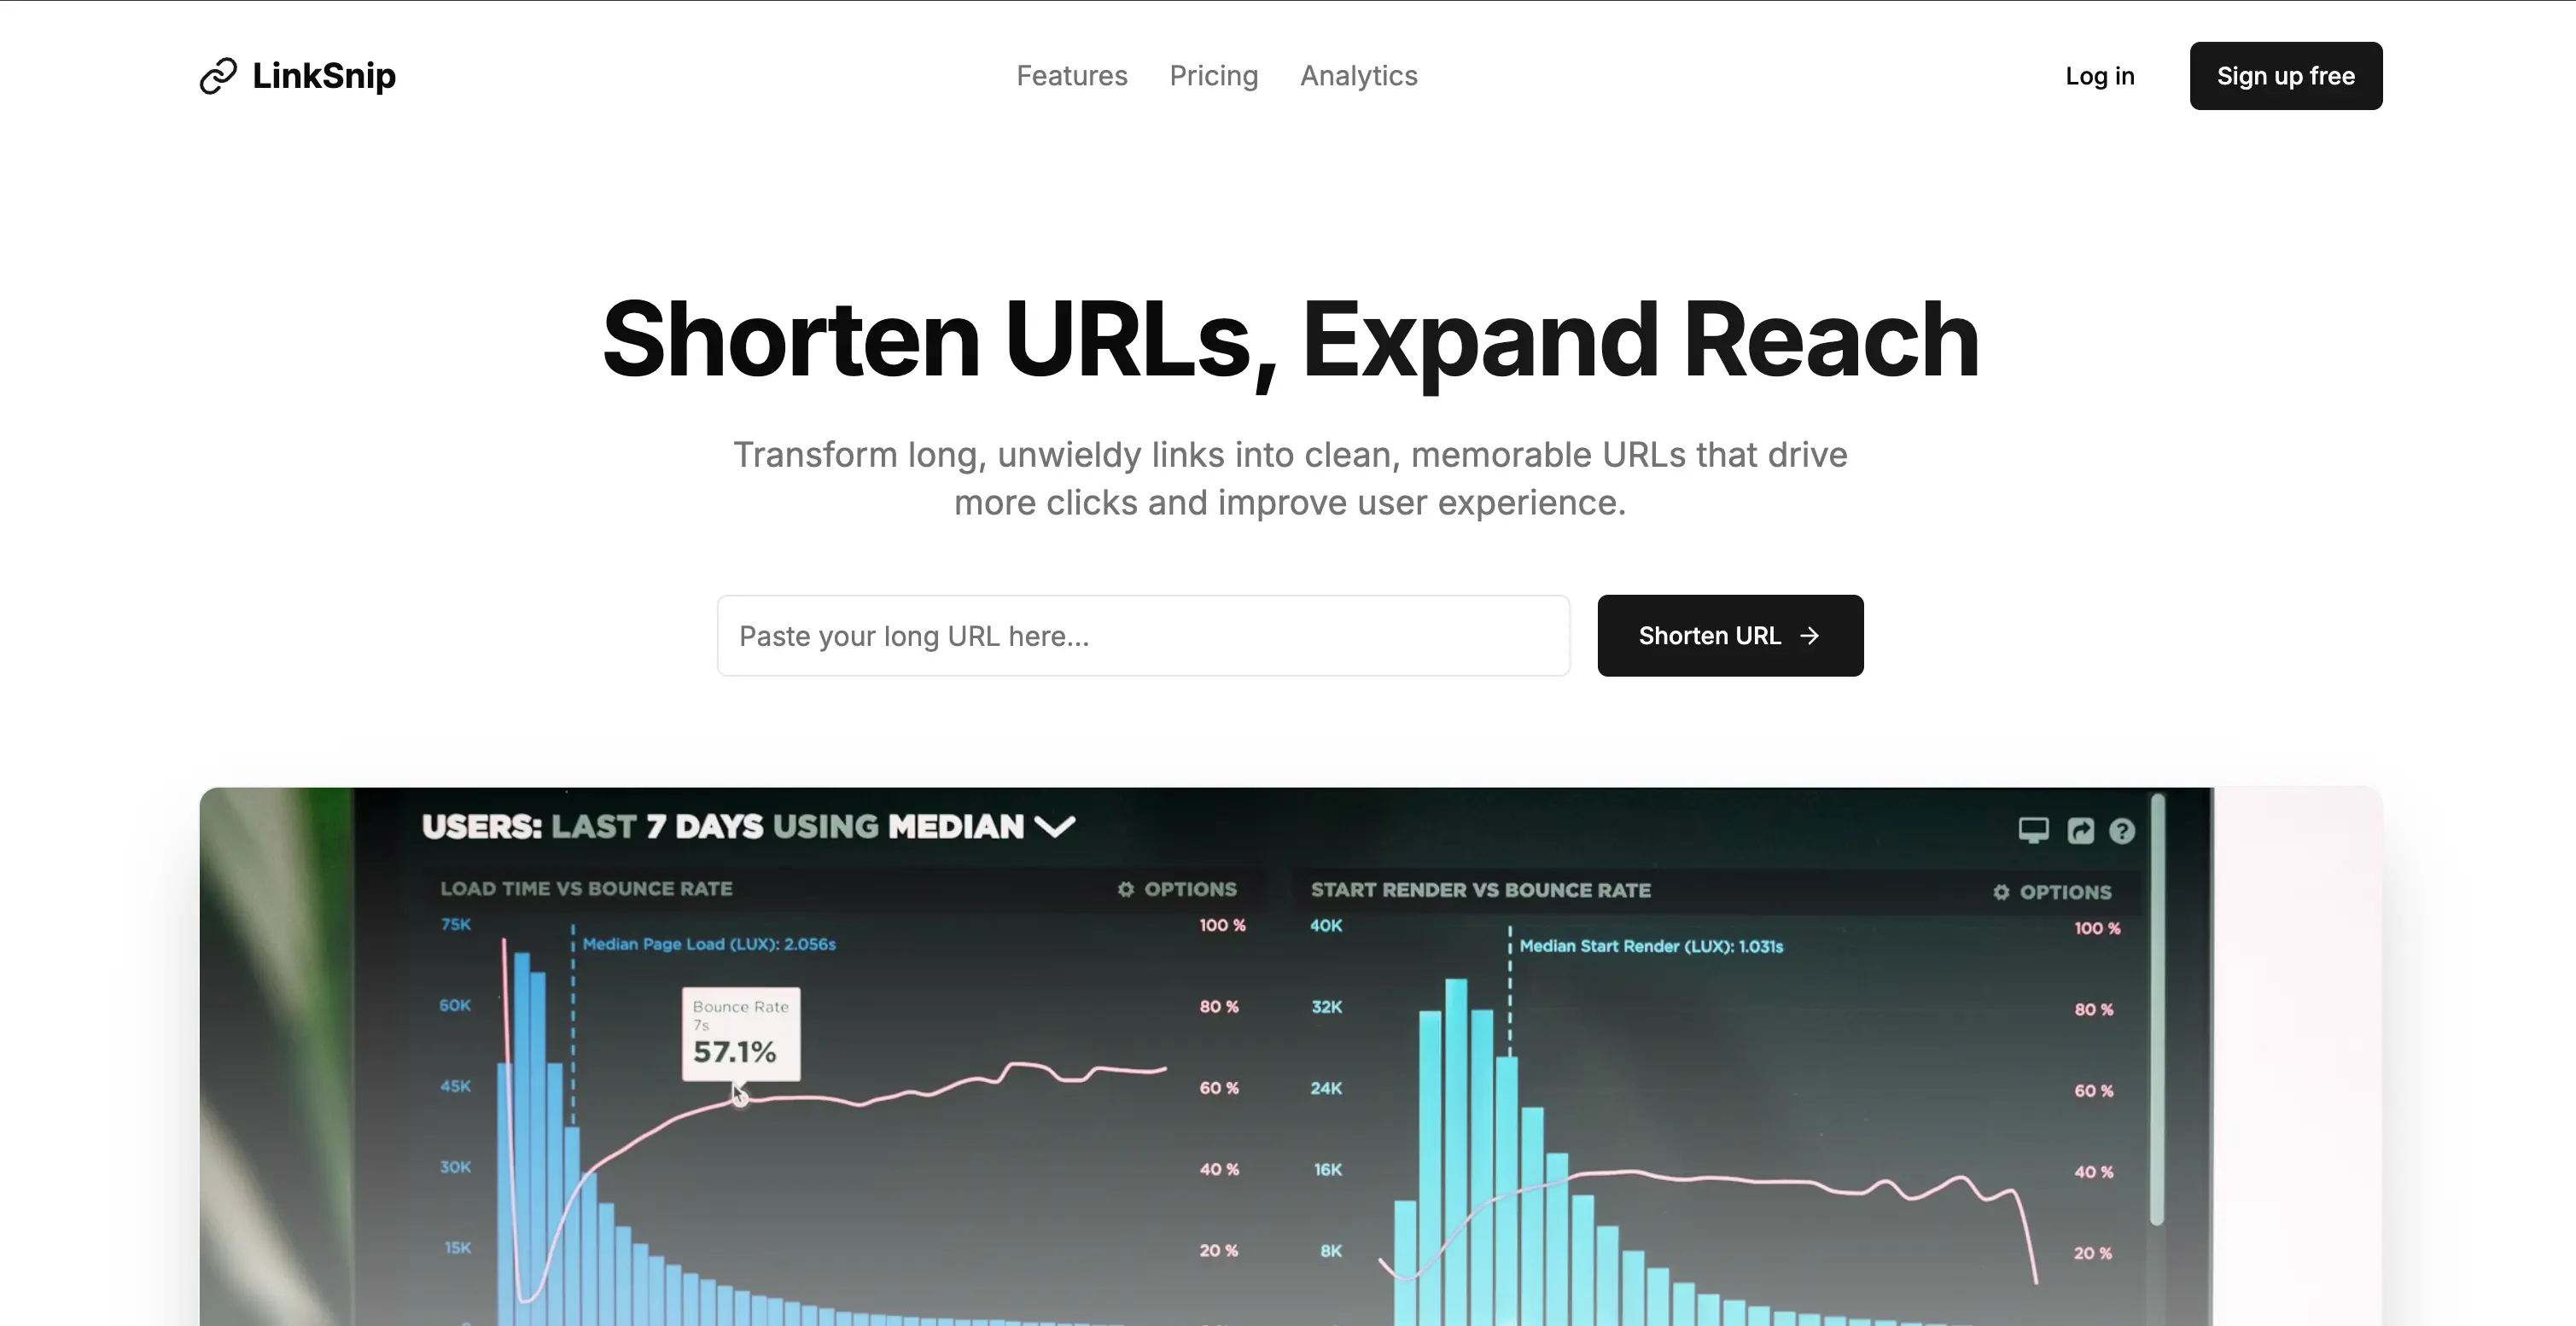 LinkSnip
Features
Pricing
Analytics
Log in
Sign up free
Shorten URLs, Expand Reach
Transform long, unwieldy links into clean, memorable URLs that drive
more clicks and improve user experience.
Paste your long URL here...
Shorten URL
USERS: LAST 7 DAYS USING MEDIAN
LOAD TIME VS BOUNCE RATE
OPTIONS
75K
60K
45K
30K
15K
Median Page Load (LUX): 2.056s
Bounce Rate
7s
57.1%
100 %
80 %
60 %
40 %
20 %
START RENDER VS BOUNCE RATE
OPTIONS
40K
32K
24K
16K
8K
Median Start Render (LUX): 1.031s
100 %
80 %
60 %
40 %
20 %